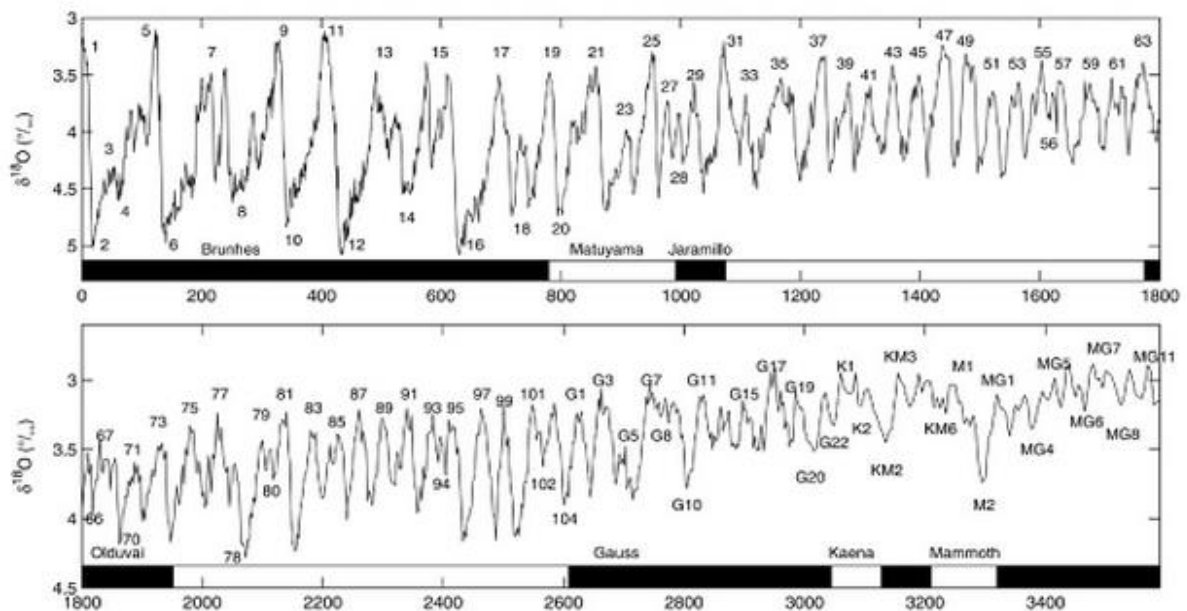 δ¹⁸O (°/₀₀)
3
3.5
4
4.5
5
1 5 7 9 11 13 15 17 19 21 25 27 29 31 33 35 37 39 41 43 45 47 49 51 53 55 57 59 61 63
3 23 28 56
4 8 14
2 6 10 12 16 18 20
Brunhes Matuyama Jaramillo
0 200 400 600 800 1000 1200 1400 1600 1800
δ¹⁸O (°/₀₀)
3
3.5
4
4.5
67 71 73 75 77 79 81 83 85 87 89 91 93 95 97 99 101 G1 G3 G5 G7 G8 G11 G15 G17 G19 K1 KM3 M1 MG1 MG5 MG7 MG11
66 70 78 80 94 102 104 G10 G20 G22 K2 KM2 KM6 M2 MG4 MG6 MG8
Olduvai Gauss Kaena Mammoth
1800 2000 2200 2400 2600 2800 3000 3200 3400